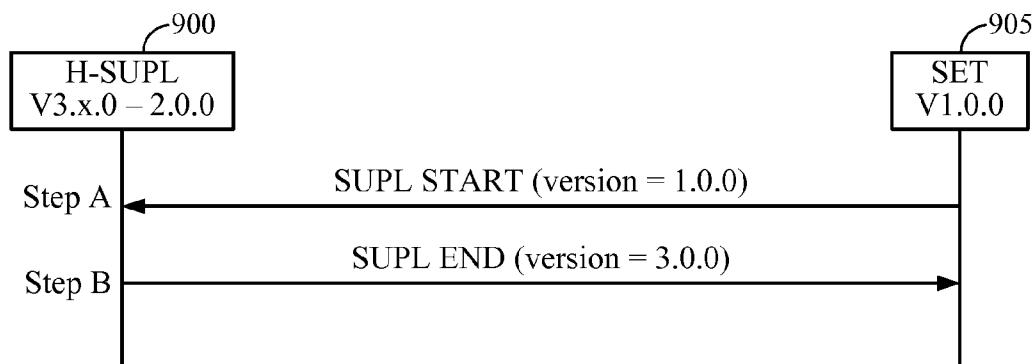 900
905
H-SUPL
V3.x.0 – 2.0.0
SET
V1.0.0
Step A
SUPL START (version = 1.0.0)
Step B
SUPL END (version = 3.0.0)